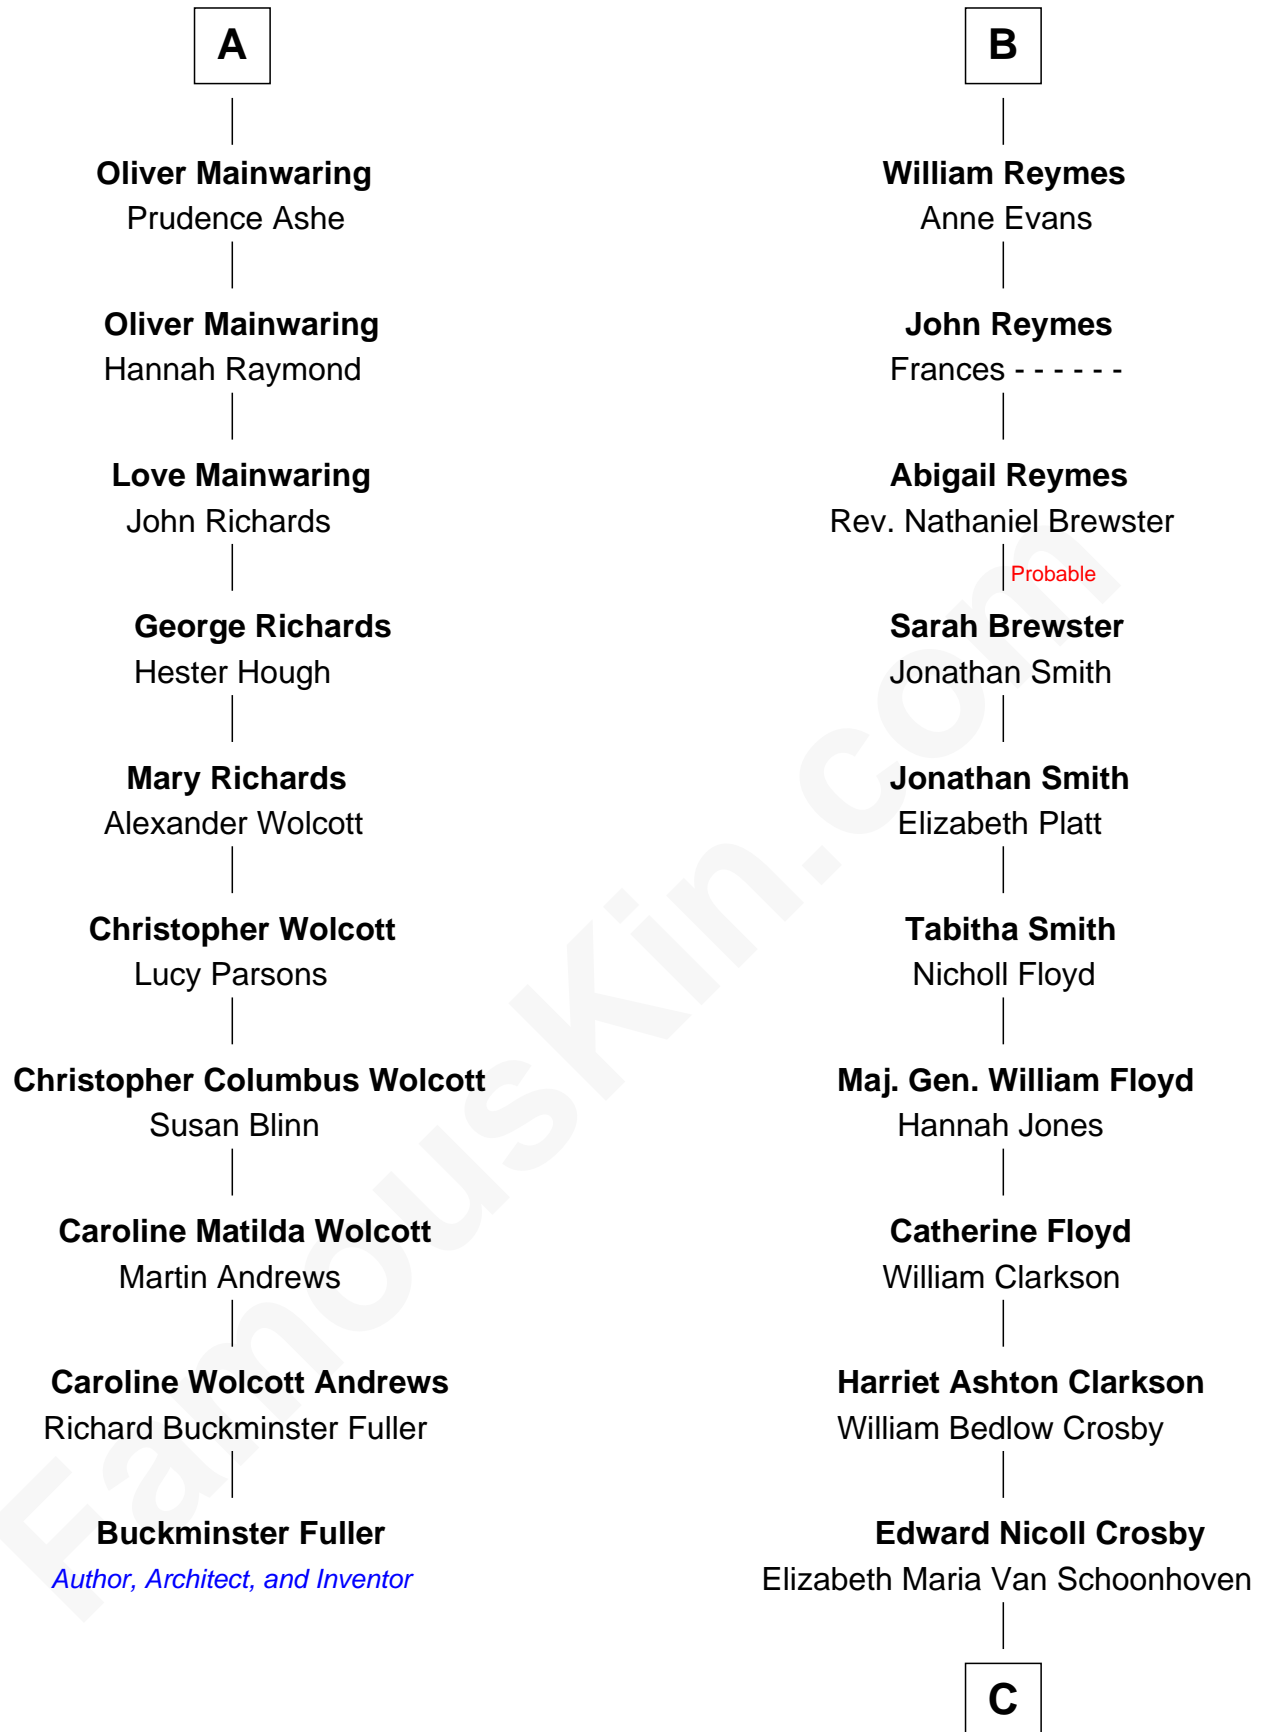 A
Oliver Mainwaring
Prudence Ashe
Oliver Mainwaring
Hannah Raymond
Love Mainwaring
John Richards
George Richards
Hester Hough
Mary Richards
Alexander Wolcott
Christopher Wolcott
Lucy Parsons
Christopher Columbus Wolcott
Susan Blinn
Caroline Matilda Wolcott
Martin Andrews
Caroline Wolcott Andrews
Richard Buckminster Fuller
Buckminster Fuller
Author, Architect, and Inventor
B
William Reymes
Anne Evans
John Reymes
Frances - - - - - -
Abigail Reymes
Rev. Nathaniel Brewster
Probable
Sarah Brewster
Jonathan Smith
Jonathan Smith
Elizabeth Platt
Tabitha Smith
Nicholl Floyd
Maj. Gen. William Floyd
Hannah Jones
Catherine Floyd
William Clarkson
Harriet Ashton Clarkson
William Bedlow Crosby
Edward Nicoll Crosby
Elizabeth Maria Van Schoonhoven
C
FamousKin.com